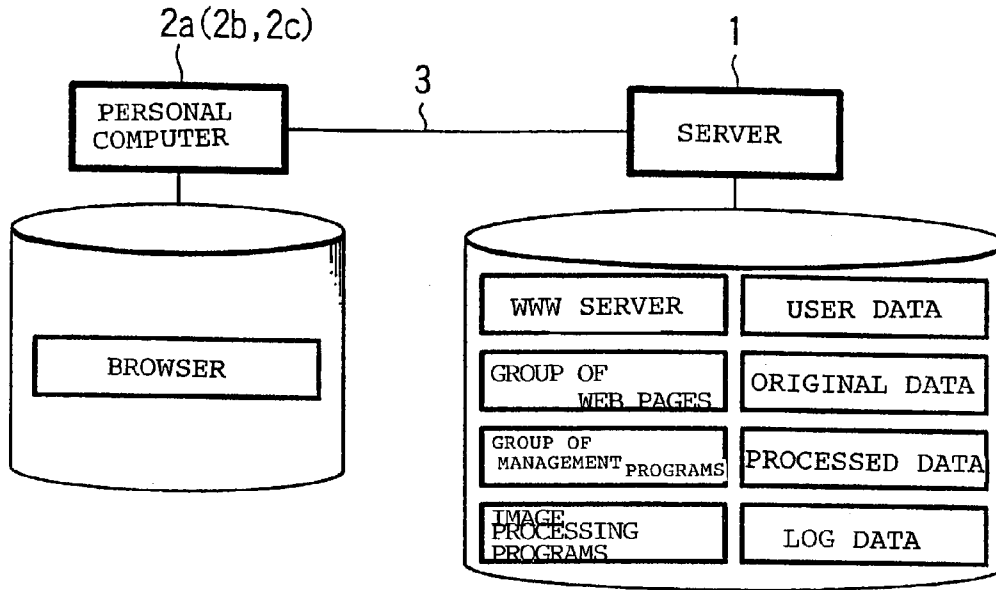 2a(2b,2c)
1
3
PERSONAL
COMPUTER
SERVER
BROWSER
WWW SERVER
USER DATA
GROUP OF
WEB PAGES
ORIGINAL DATA
GROUP OF
MANAGEMENT PROGRAMS
PROCESSED DATA
IMAGE
PROCESSING
PROGRAMS
LOG DATA